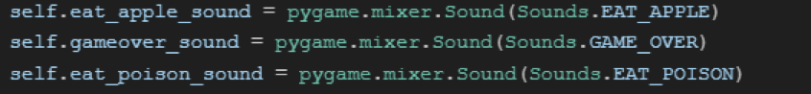 self.eat_apple_sound = pygame.mixer.Sound(Sounds.EAT_APPLE)
self.gameover_sound = pygame.mixer.Sound(Sounds.GAME_OVER)
self.eat_poison_sound = pygame.mixer.Sound(Sounds.EAT_POISON)